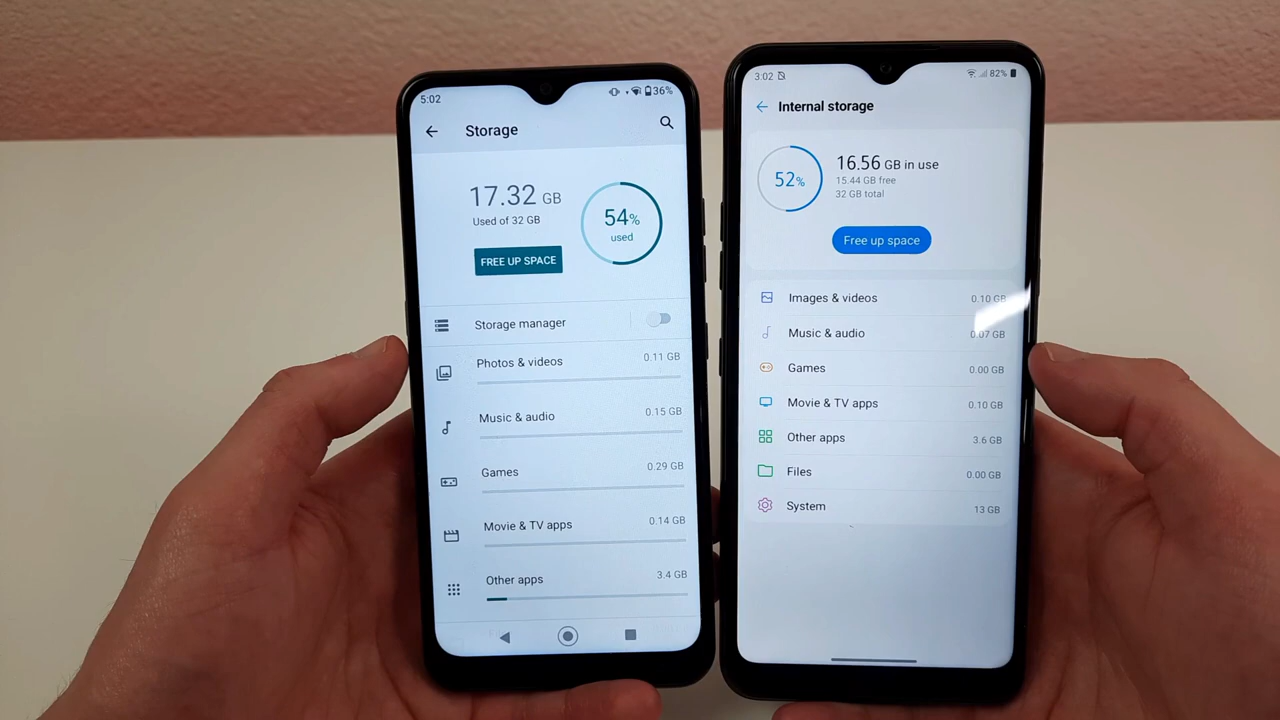 5:02
36%
Storage
17.32 GB
Used of 32 GB
54%
used
FREE UP SPACE
Storage manager
Photos & videos 0.11 GB
Music & audio 0.15 GB
Games 0.29 GB
Movie & TV apps 0.14 GB
Other apps 3.4 GB
3:02
82%
Internal storage
52%
16.56 GB in use
15.44 GB free
32 GB total
Free up space
Images & videos 0.10 GB
Music & audio 0.07 GB
Games 0.00 GB
Movie & TV apps 0.10 GB
Other apps 3.6 GB
Files 0.00 GB
System 13 GB